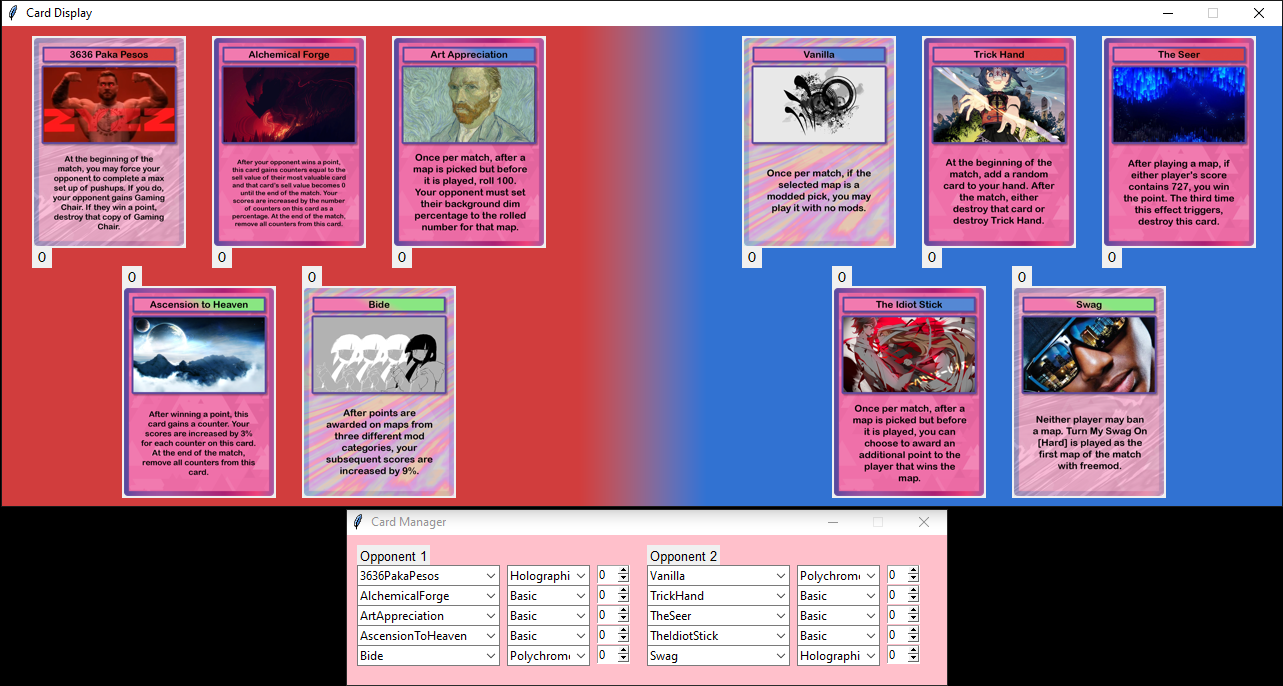 Card Display
3636 Paka Pesos
At the beginning of the
match, you may force your
opponent to complete a max
set up of pushups. If you do,
your opponent gains Gaming
Chair. If they win a point,
destroy that copy of Gaming
Chair.
0
Alchemical Forge
After your opponent wins a point,
this card gains counters equal to the
sell value of their most valuable card
and that card's sell value becomes 0
until the end of the match. Your
scores are increased by the number
of counters on this card as a
percentage. At the end of the match,
remove all counters from this card.
0
Art Appreciation
Once per match, after a
map is picked but before
it is played, roll 100.
Your opponent must set
their background dim
percentage to the rolled
number for that map.
0
Vanilla
Once per match, if the
selected map is a
modded pick, you may
play it with no mods.
0
Trick Hand
At the beginning of the
match, add a random
card to your hand. After
the match, either
destroy that card or
destroy Trick Hand.
0
The Seer
After playing a map, if
either player's score
contains 727, you win
the point. The third time
this effect triggers,
destroy this card.
0
0
Ascension to Heaven
After winning a point, this
card gains a counter. Your
scores are increased by 3%
for each counter on this card.
At the end of the match,
remove all counters from this
card.
0
Bide
After points are
awarded on maps from
three different mod
categories, your
subsequent scores are
increased by 9%.
0
The Idiot Stick
Once per match, after a
map is picked but before
it is played, you can
choose to award an
additional point to the
player that wins the
map.
0
Swag
Neither player may ban
a map. Turn My Swag On
[Hard] is played as the
first map of the match
with freemod.
Card Manager
Opponent 1
3636PakaPesos Holographi 0
AlchemicalForge Basic 0
ArtAppreciation Basic 0
AscensionToHeaven Basic 0
Bide Polychrom 0
Opponent 2
Vanilla Polychrom 0
TrickHand Basic 0
TheSeer Basic 0
TheIdiotStick Basic 0
Swag Holographi 0